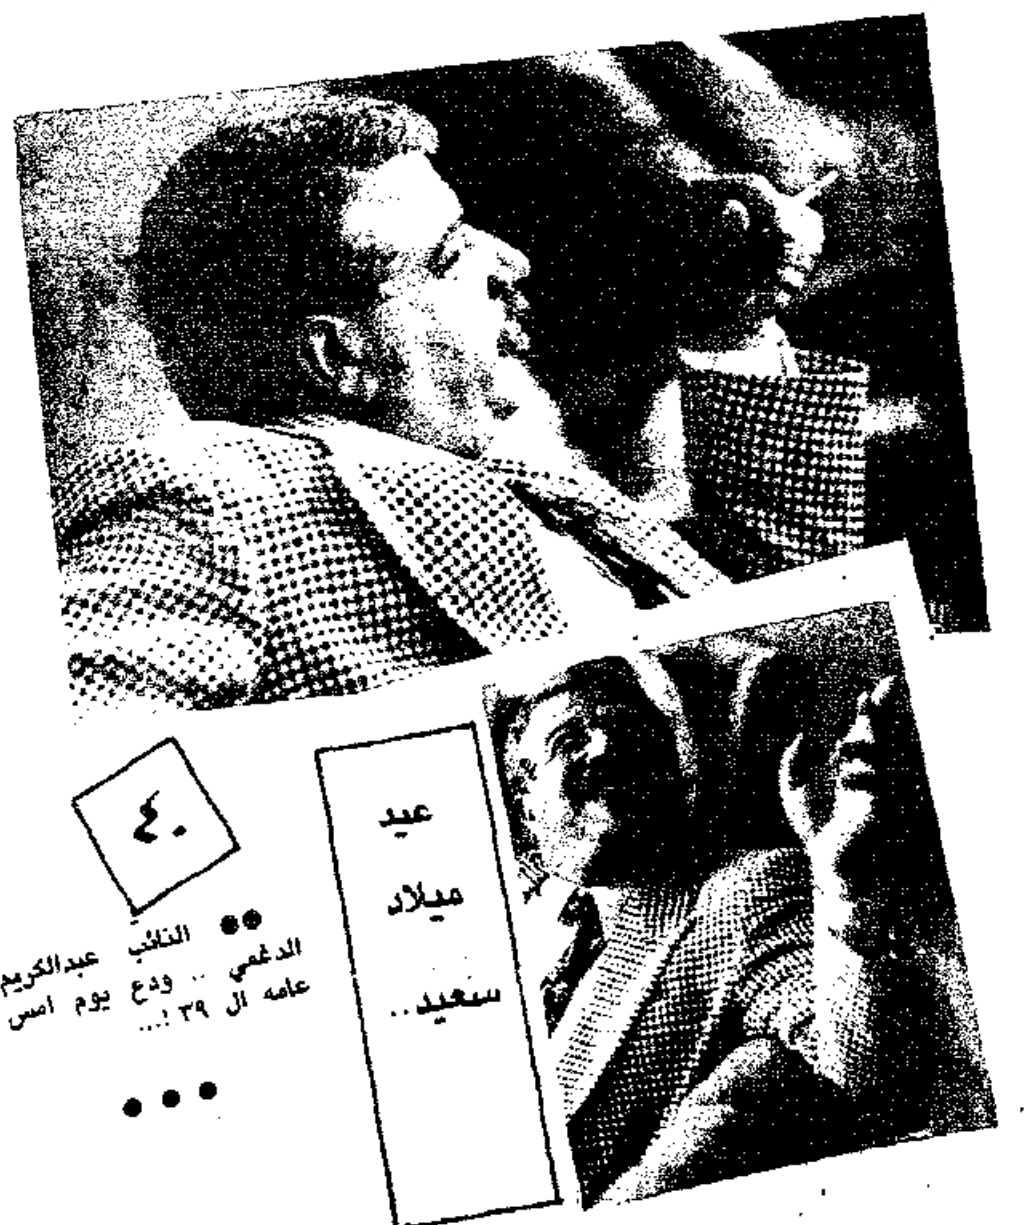 عيد
ميلاد
سعيد..
٤٠
●● النائب عبدالكريم
الدغمي .. ودع يوم امس
عامه ال ٣٩ !...
●●●